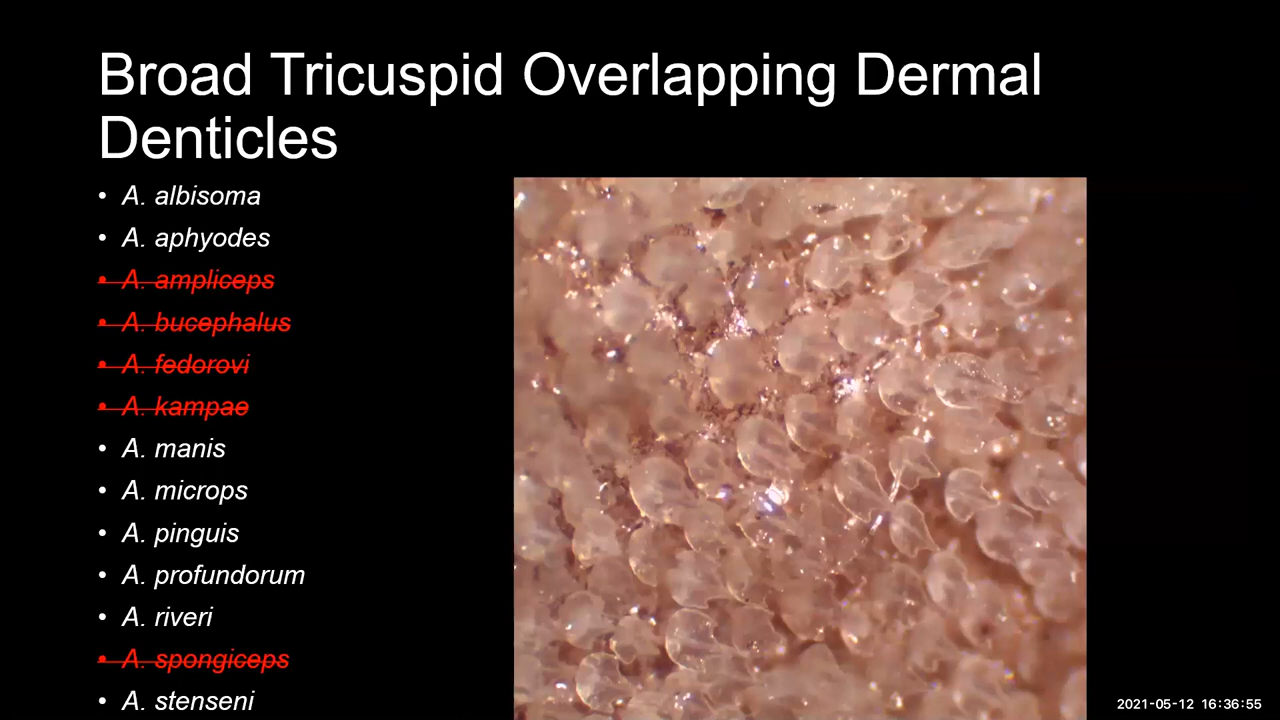 Broad Tricuspid Overlapping Dermal
Denticles
• A. albisoma
• A. aphyodes
• A. ampliceps
• A. bucephalus
• A. fedorovi
• A. kampae
• A. manis
• A. microps
• A. pinguis
• A. profundorum
• A. riveri
• A. spongiceps
• A. stenseni
2021-05-12 16:36:55